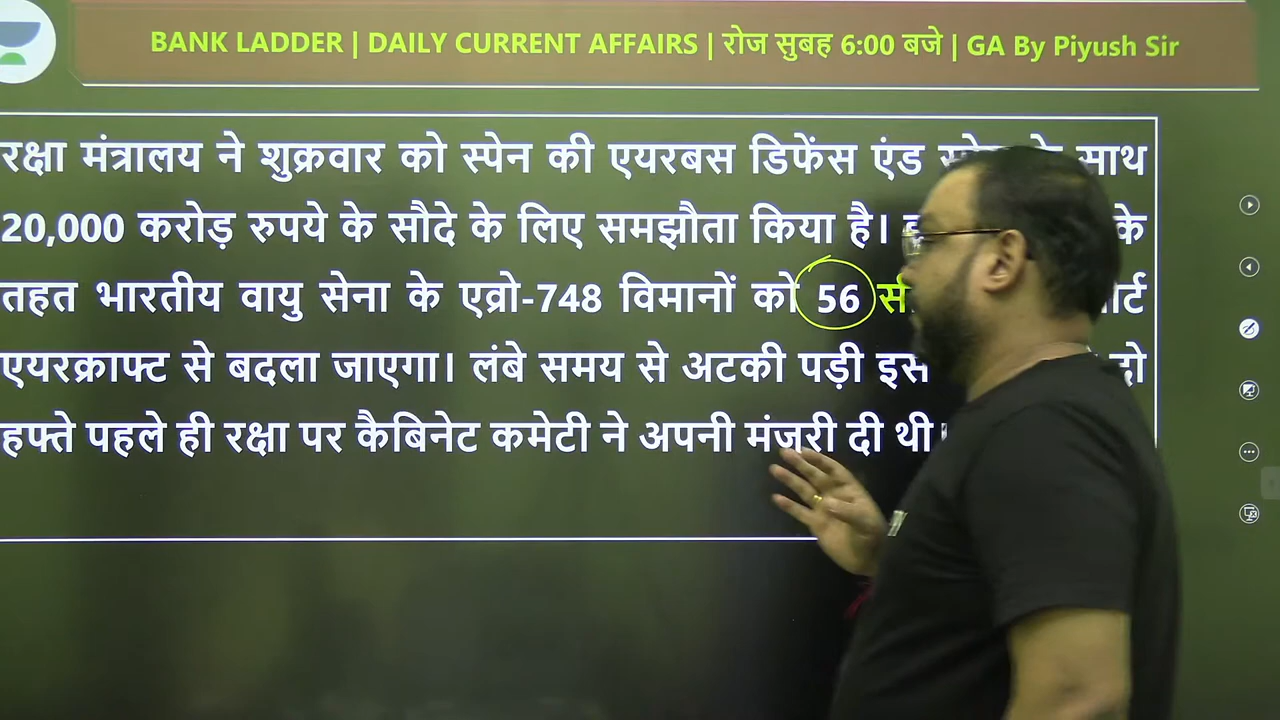 BANK LADDER | DAILY CURRENT AFFAIRS | रोज सुबह 6:00 बजे | GA By Piyush Sir
रक्षा मंत्रालय ने शुक्रवार को स्पेन की एयरबस डिफेंस एंड साथ
20,000 करोड़ रुपये के सौदे के लिए समझौता किया है। के
तहत भारतीय वायु सेना के एव्रो-748 विमानों को 56
एयरक्राफ्ट से बदला जाएगा। लंबे समय से अटकी पड़ी इस दो
हफ्ते पहले ही रक्षा पर कैबिनेट कमेटी ने अपनी मंजूरी दी थी